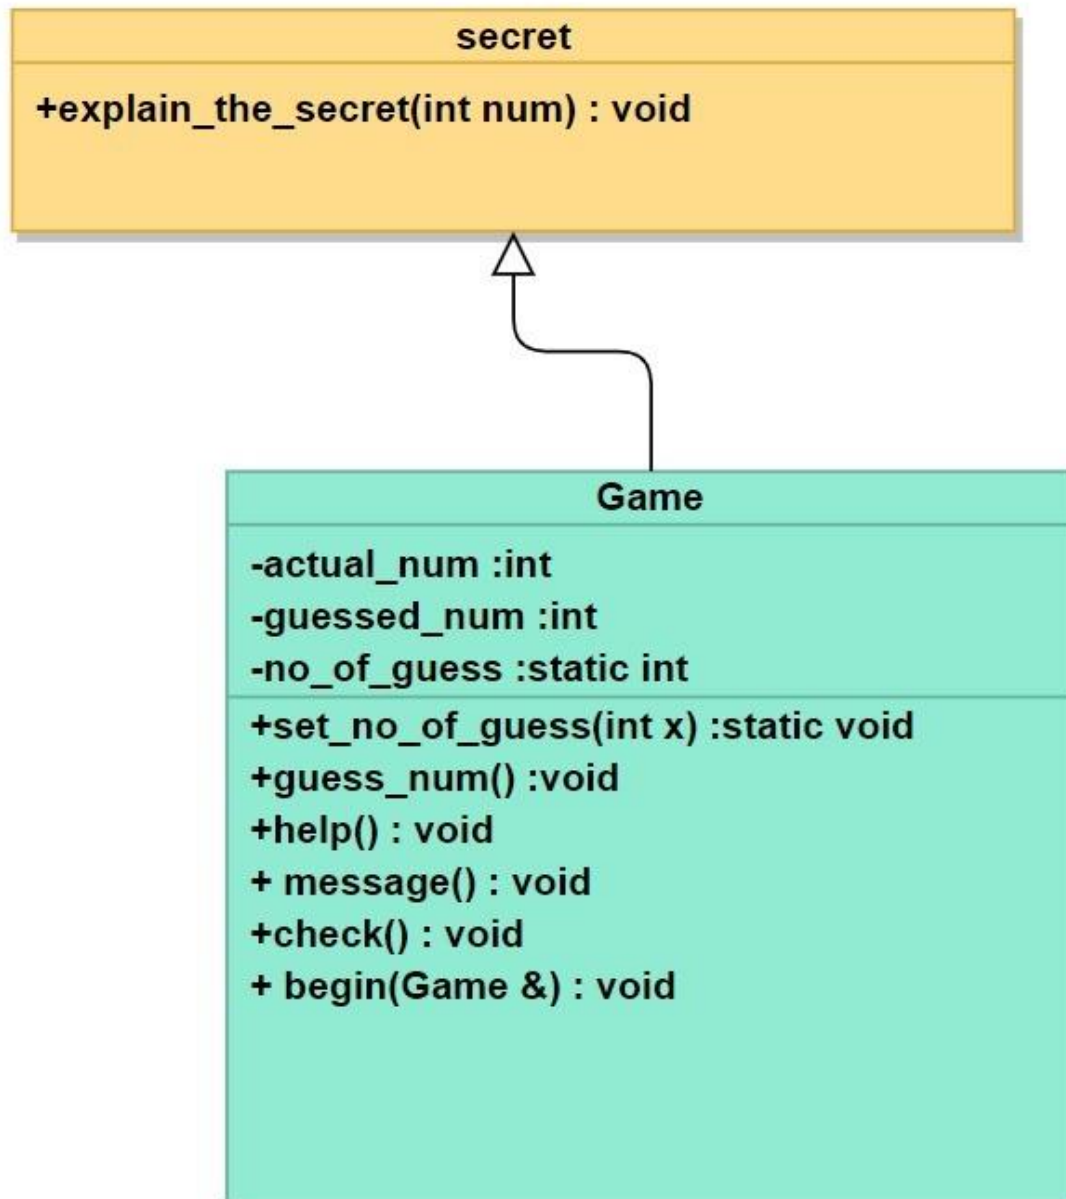 secret
+explain_the_secret(int num) : void
Game
-actual_num :int
-guessed_num :int
-no_of_guess :static int
+set_no_of_guess(int x) :static void
+guess_num() :void
+help() : void
+ message() : void
+check() : void
+ begin(Game &) : void